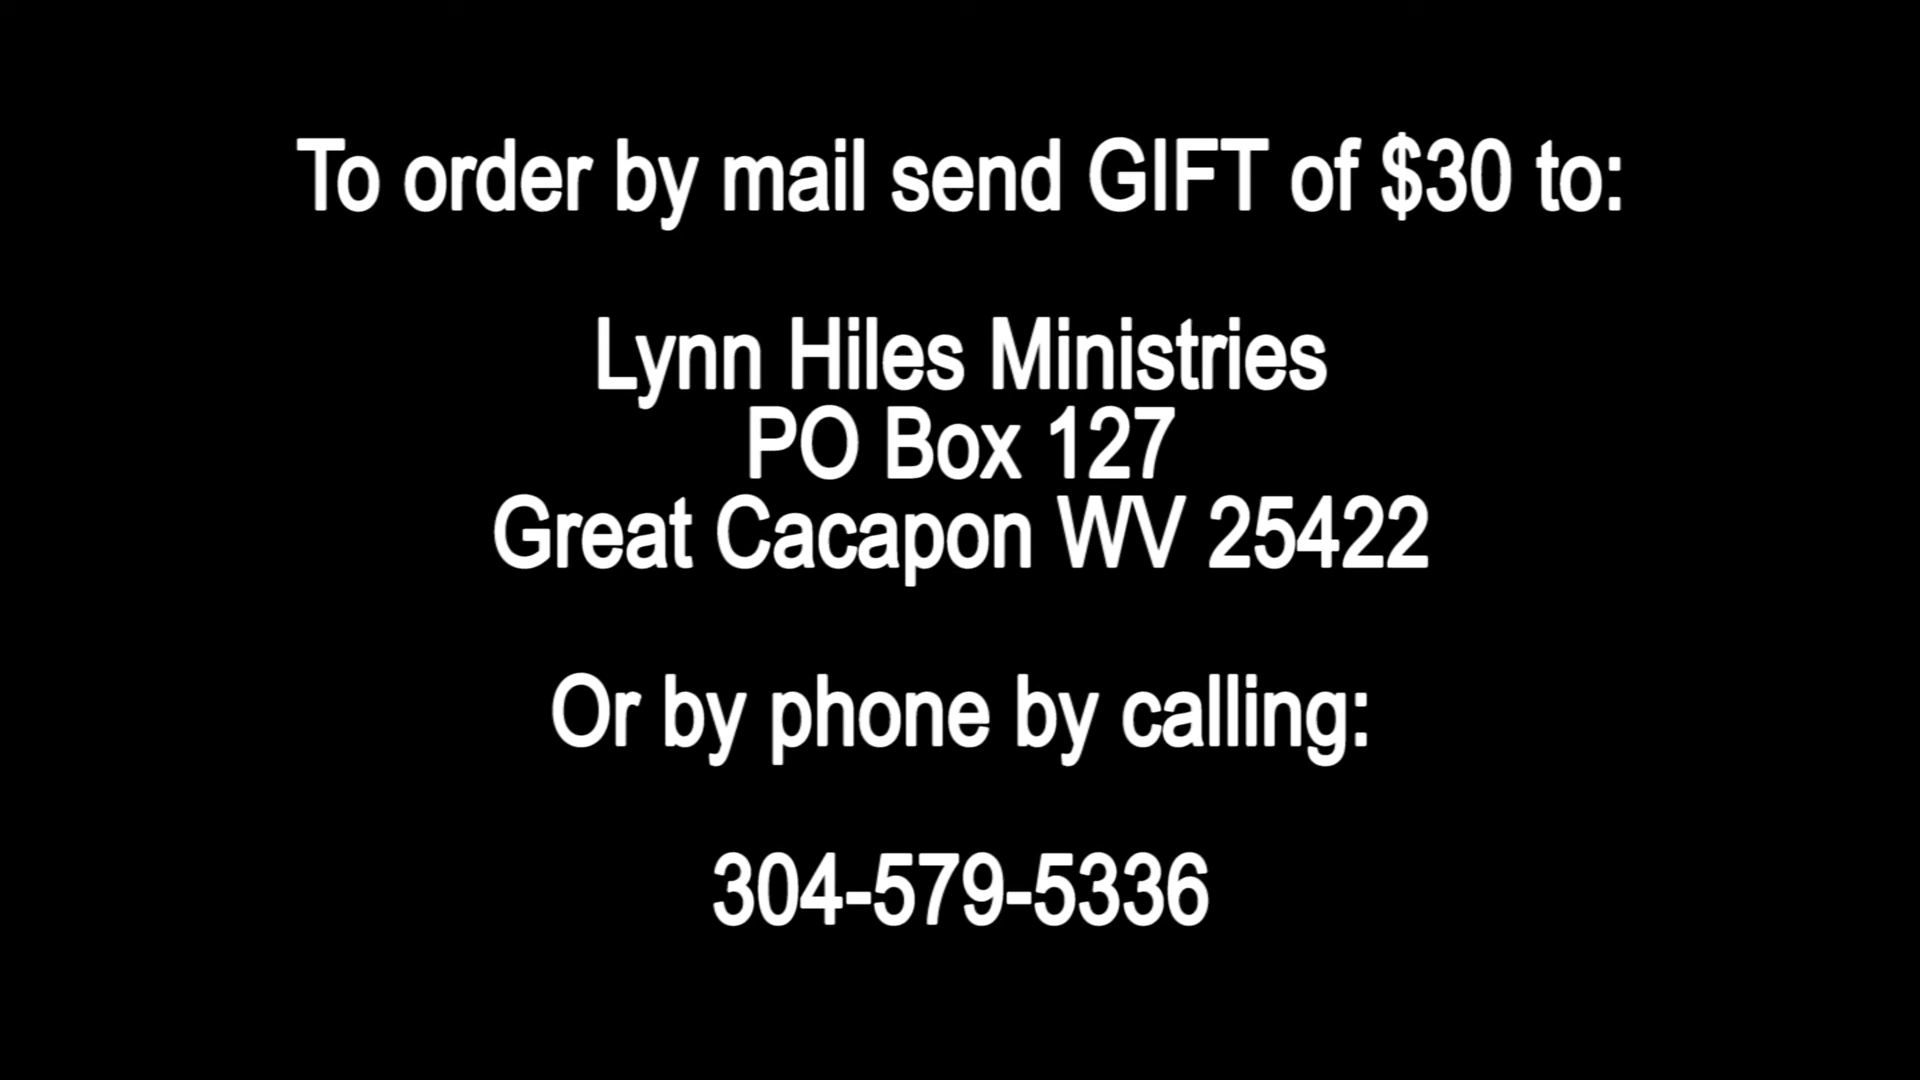 To order by mail send GIFT of $30 to:
Lynn Hiles Ministries
PO Box 127
Great Cacapon WV 25422
Or by phone by calling:
304-579-5336